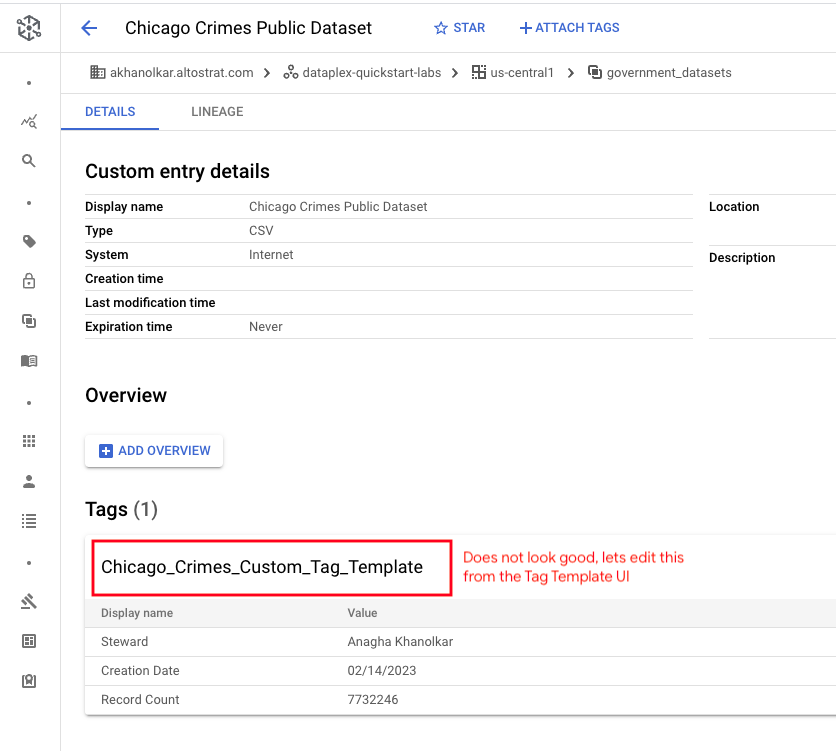 Chicago Crimes Public Dataset
STAR
ATTACH TAGS
akhanolkar.altostrat.com > dataplex-quickstart-labs > us-central1 > government_datasets
DETAILS
LINEAGE
Custom entry details
Display name Chicago Crimes Public Dataset
Type CSV
System Internet
Creation time
Last modification time
Expiration time Never
Location
Description
Overview
ADD OVERVIEW
Tags (1)
Chicago_Crimes_Custom_Tag_Template
Does not look good, lets edit this
from the Tag Template UI
Display name Value
Steward Anagha Khanolkar
Creation Date 02/14/2023
Record Count 7732246